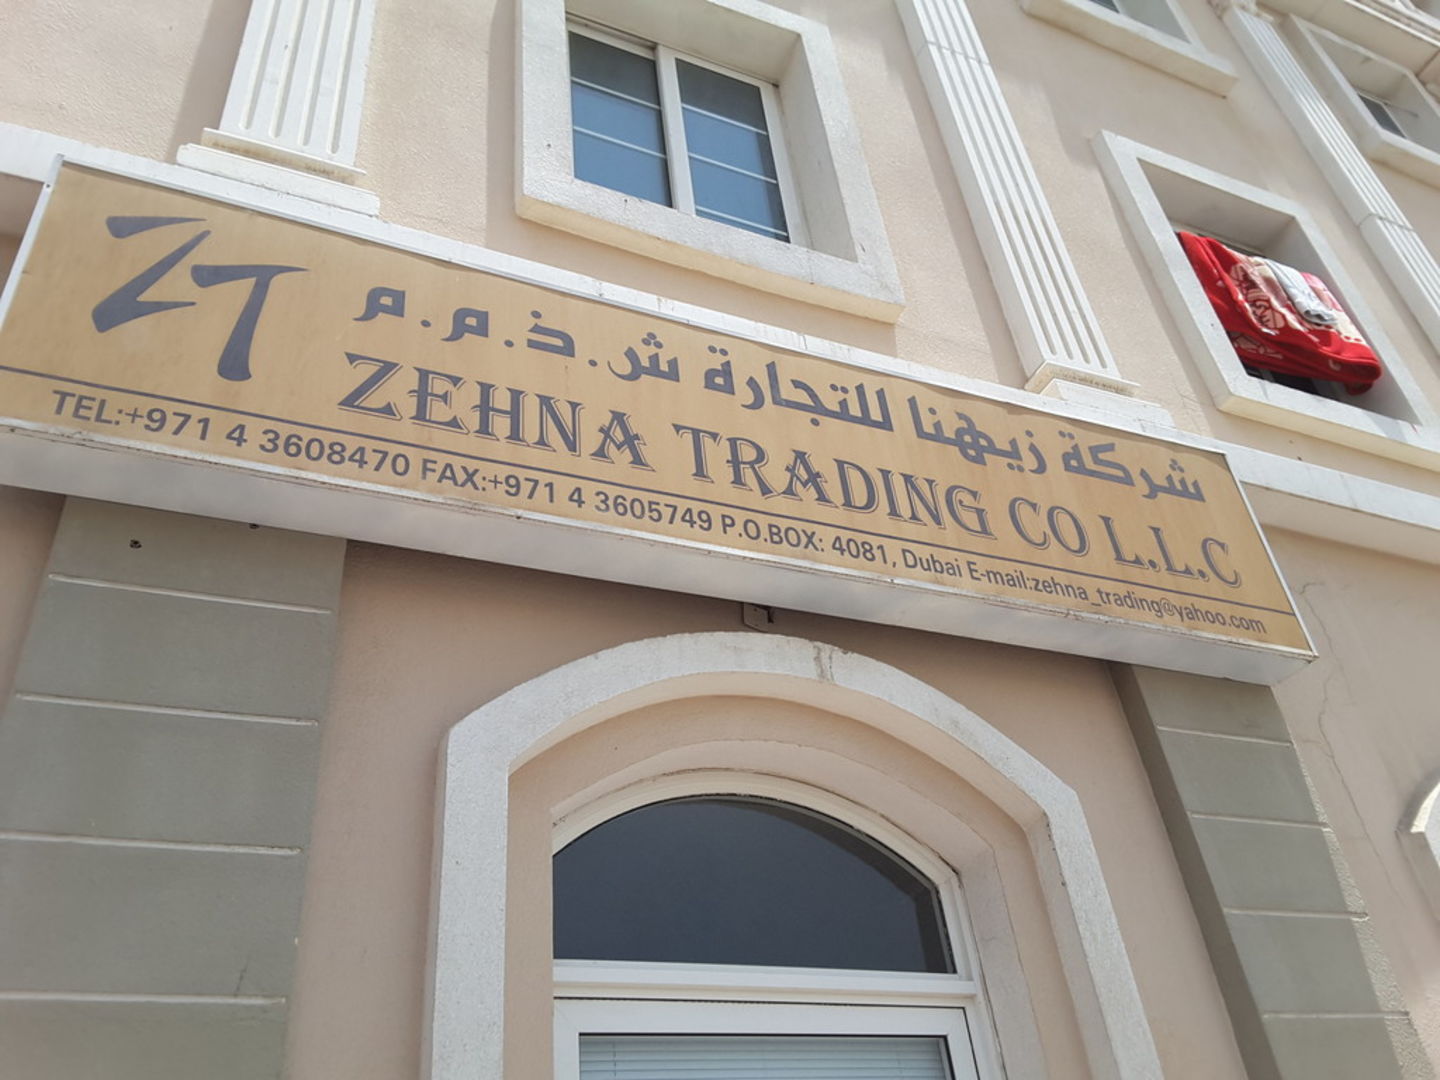 ZT
شركة زيهنا للتجارة ش.ذ.م.م
ZEHNA TRADING CO L.L.C
TEL:+971 4 3608470 FAX:+971 4 3605749 P.O.BOX: 4081, Dubai E-mail:zehna_trading@yahoo.com